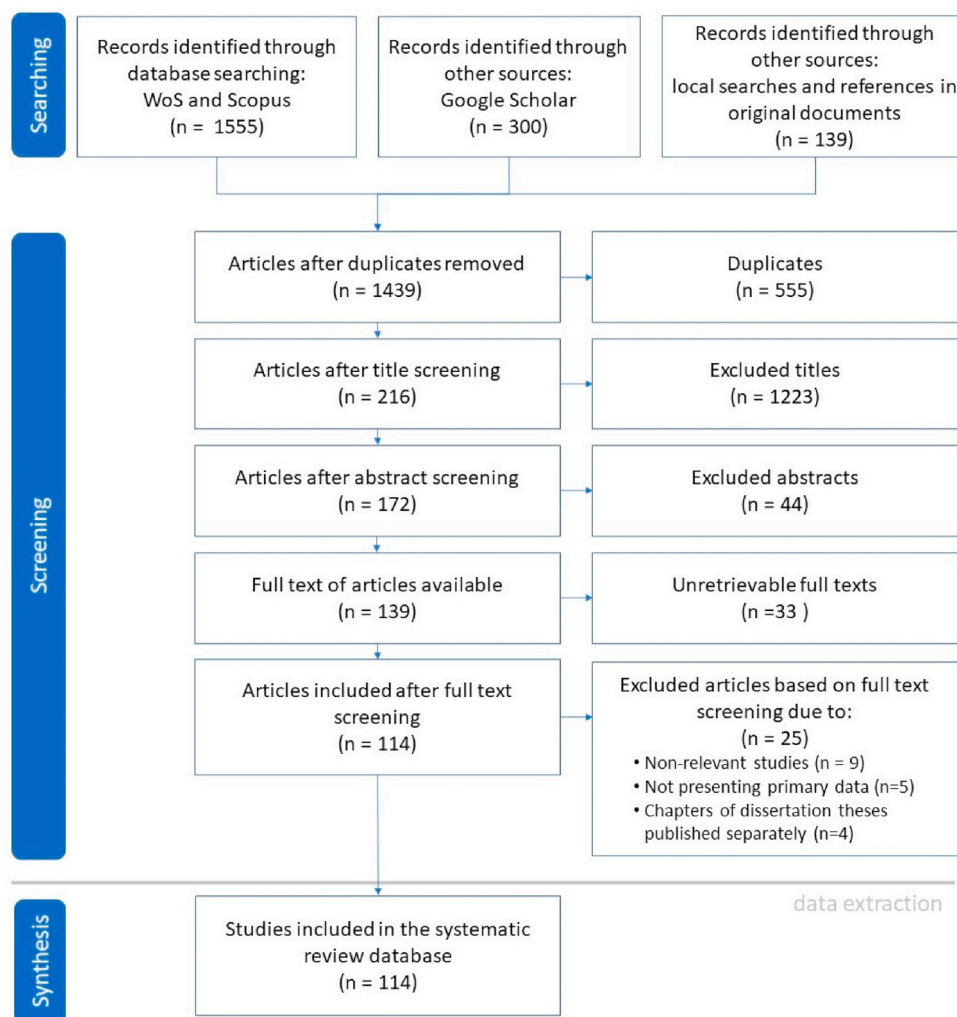 Searching
Records identified through
database searching:
WoS and Scopus
(n = 1555)
Records identified through
other sources:
Google Scholar
(n = 300)
Records identified through
other sources:
local searches and references in
original documents
(n = 139)
Screening
Articles after duplicates removed
(n = 1439)
Duplicates
(n = 555)
Articles after title screening
(n = 216)
Excluded titles
(n = 1223)
Articles after abstract screening
(n = 172)
Excluded abstracts
(n = 44)
Full text of articles available
(n = 139)
Unretrievable full texts
(n =33 )
Articles included after full text
screening
(n = 114)
Excluded articles based on full text
screening due to:
(n = 25)
• Non-relevant studies (n = 9)
• Not presenting primary data (n=5)
• Chapters of dissertation theses
published separately (n=4)
data extraction
Synthesis
Studies included in the systematic
review database
(n = 114)